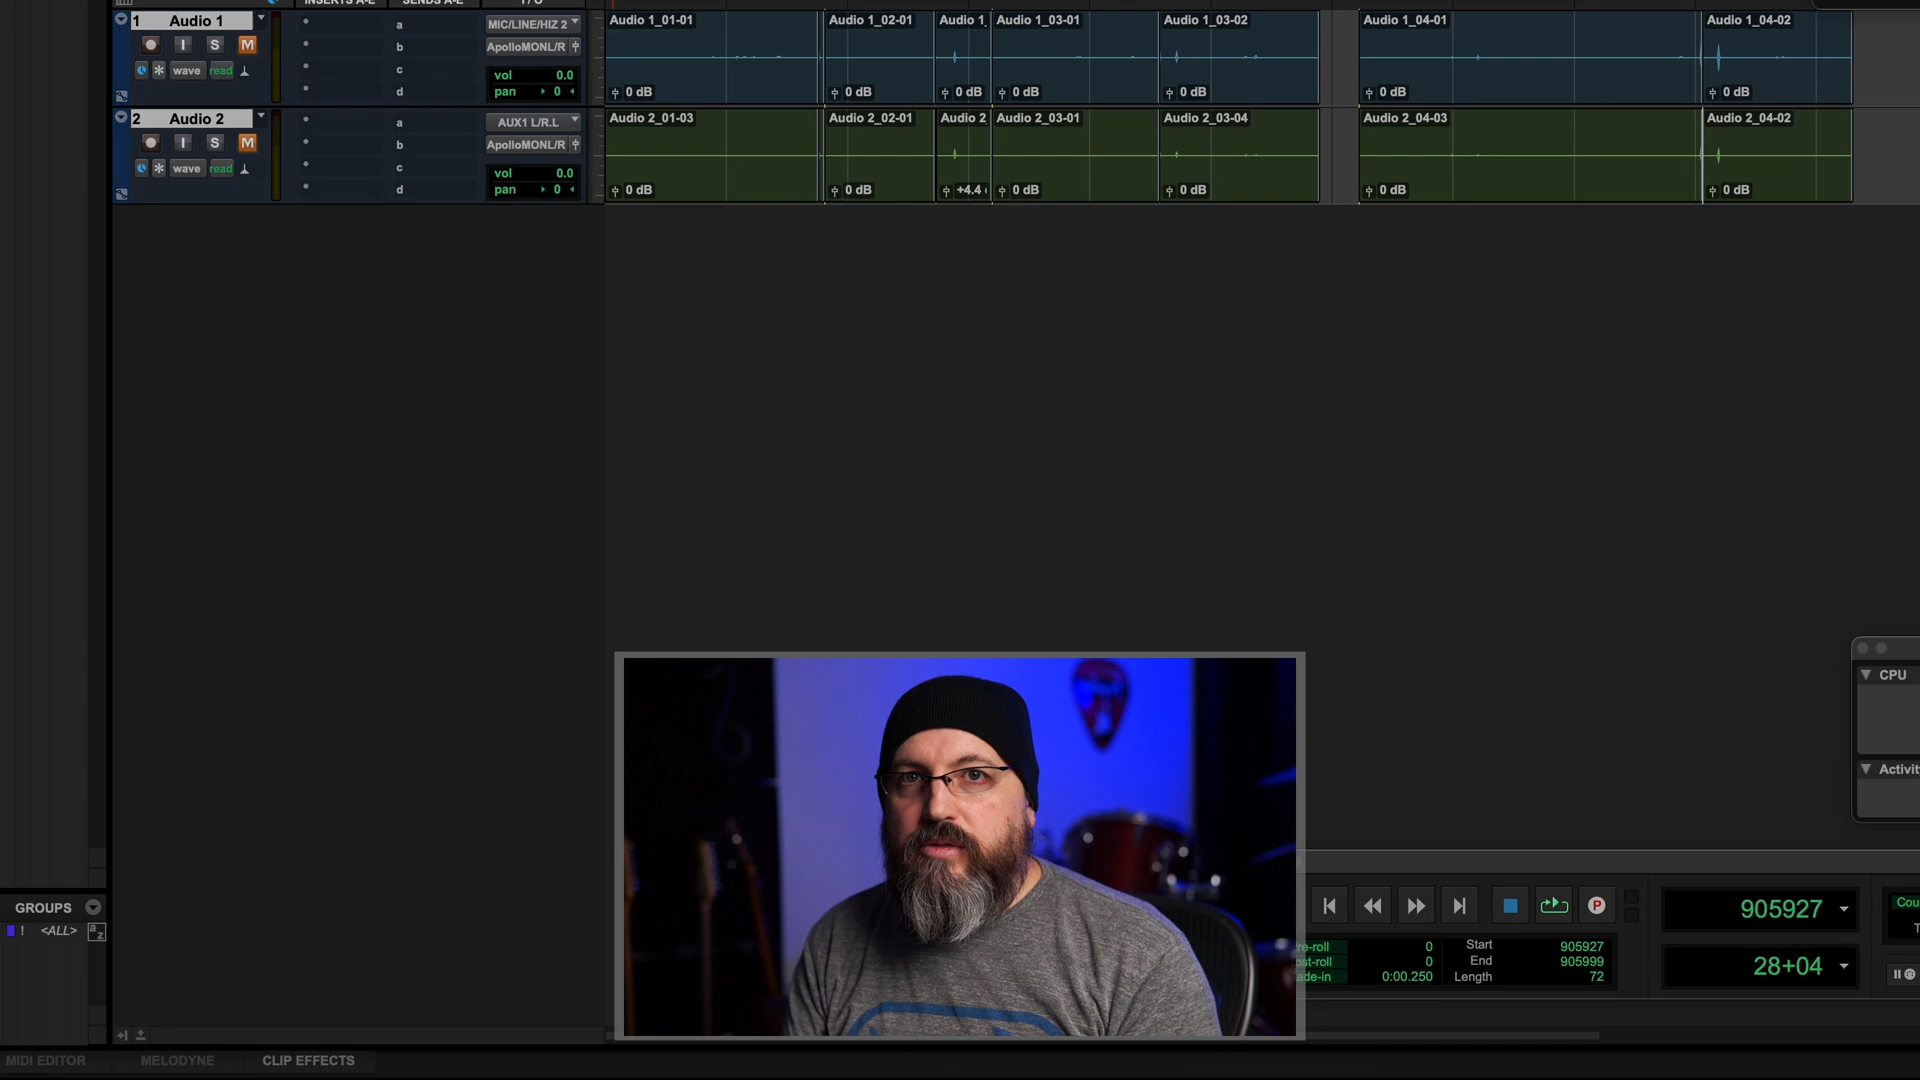 INSERTS A-E SENDS A-E I/O
1 Audio 1 a MIC/LINE/HIZ 2 Audio 1_01-01 Audio 1_02-01 Audio 1_ Audio 1_03-01 Audio 1_03-02 Audio 1_04-01 Audio 1_04-02
I S M b ApolloMONL/R
wave read c vol 0.0
d pan 0 0 dB 0 dB 0 dB 0 dB 0 dB 0 dB 0 dB
2 Audio 2 a AUX1 L/R.L Audio 2_01-03 Audio 2_02-01 Audio 2 Audio 2_03-01 Audio 2_03-04 Audio 2_04-03 Audio 2_04-02
I S M b ApolloMONL/R
wave read c vol 0.0
d pan 0 0 dB 0 dB +4.4 0 dB 0 dB 0 dB 0 dB
CPU
Activit
GROUPS
! <ALL> a z
P 905927 Cou
T
re-roll 0 Start 905927
ost-roll 0 End 905999
ade-in 0:00.250 Length 72
28+04
MIDI EDITOR MELODYNE CLIP EFFECTS